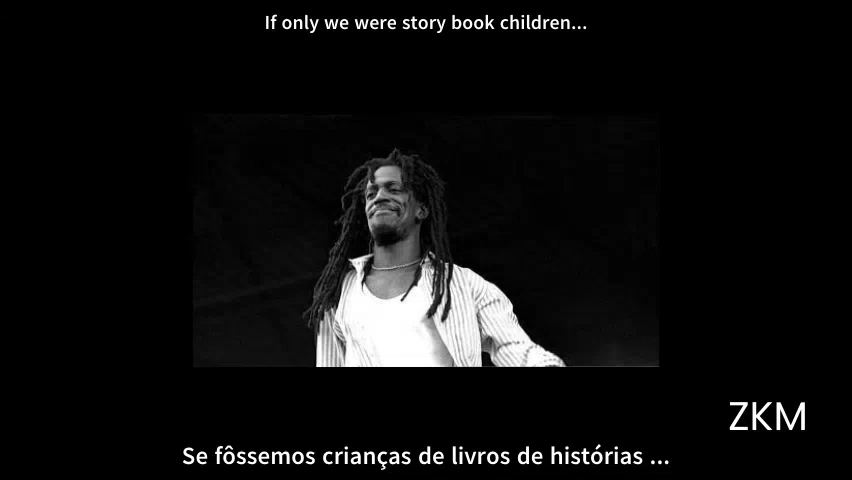 If only we were story book children...
ZKM
Se fôssemos crianças de livros de histórias ...